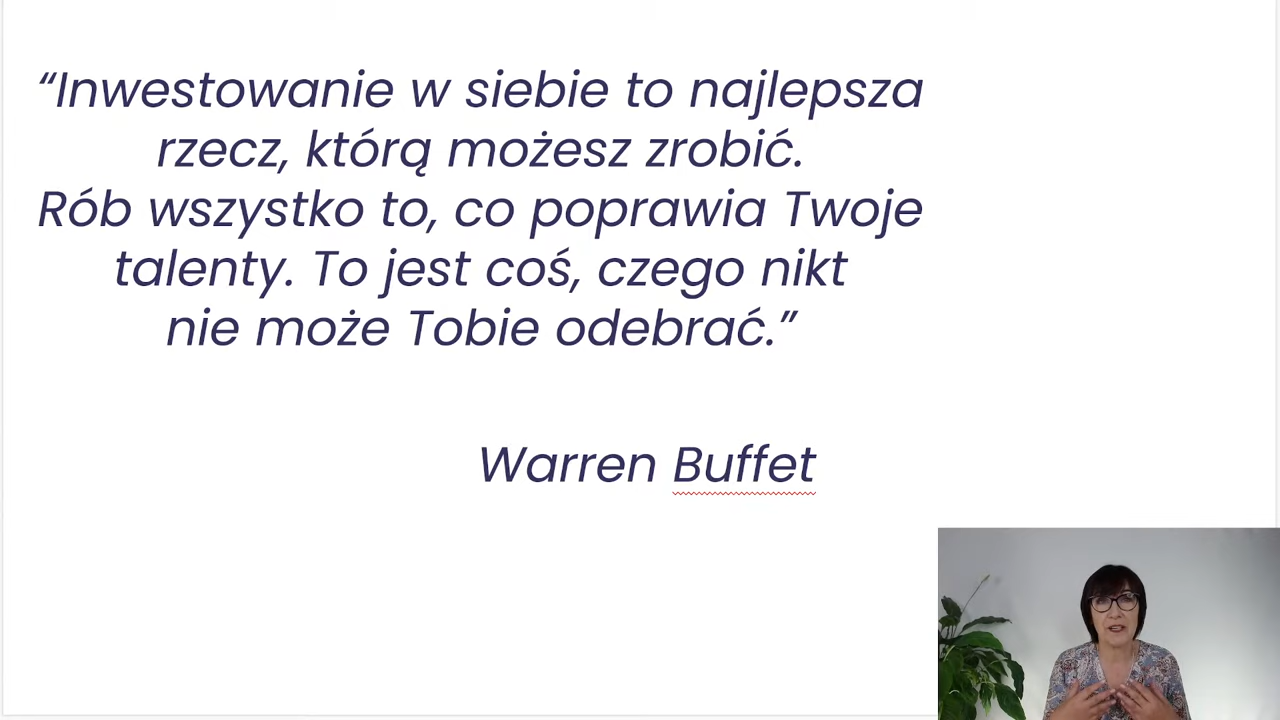 “Inwestowanie w siebie to najlepsza
rzecz, którą możesz zrobić.
Rób wszystko to, co poprawia Twoje
talenty. To jest coś, czego nikt
nie może Tobie odebrać.”
Warren Buffet